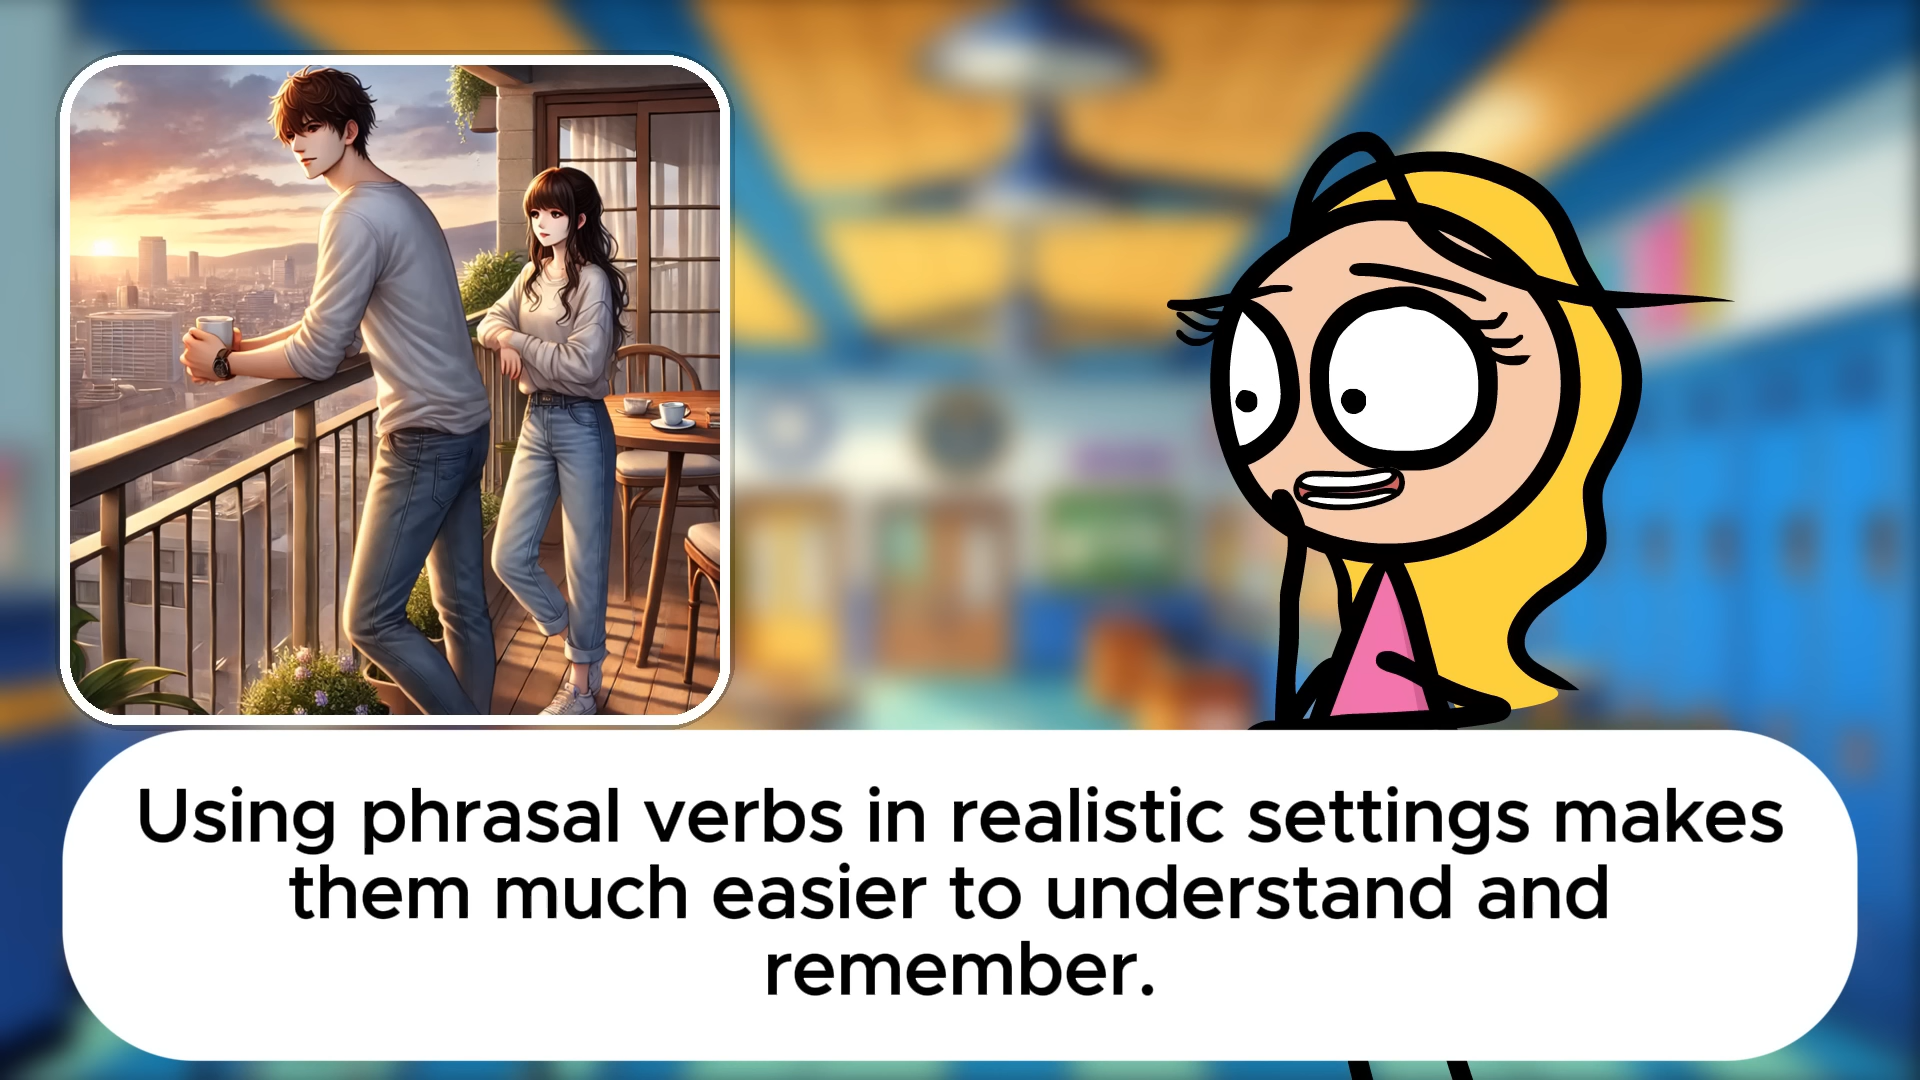 Using phrasal verbs in realistic settings makes
them much easier to understand and
remember.